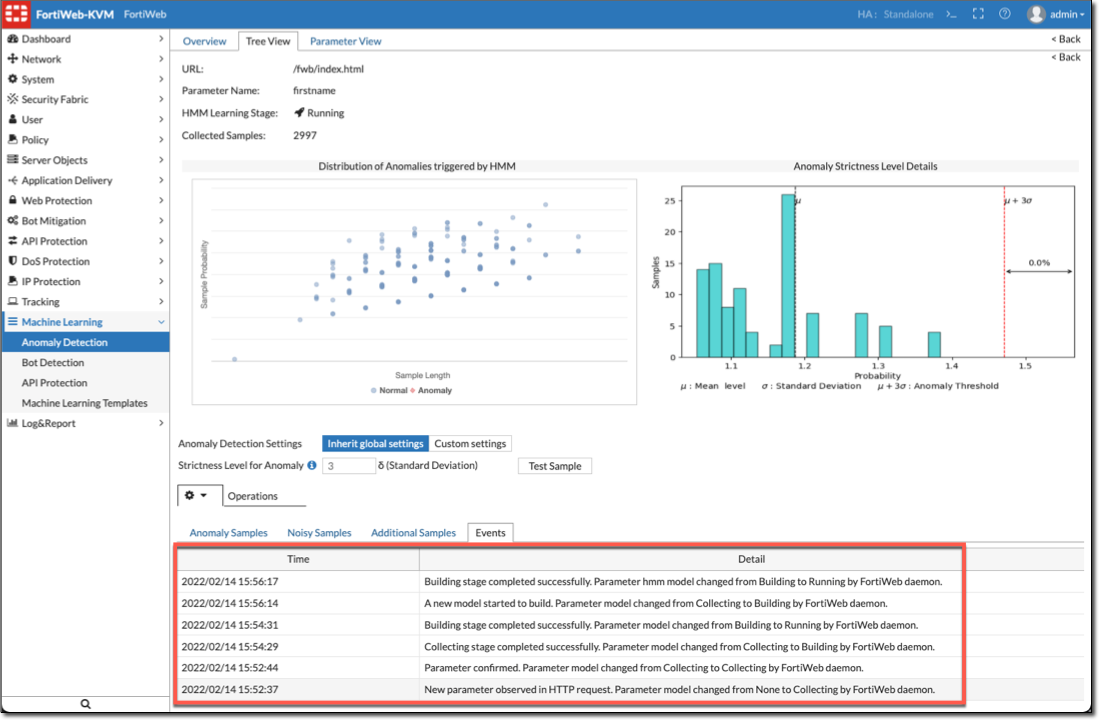 FortiWeb-KVM FortiWeb HA: Standalone >_ admin
Dashboard
Network
System
Security Fabric
User
Policy
Server Objects
Application Delivery
Web Protection
Bot Mitigation
API Protection
DoS Protection
IP Protection
Tracking
Machine Learning
Anomaly Detection
Bot Detection
API Protection
Machine Learning Templates
Log&Report
Overview Tree View Parameter View < Back
< Back
URL: /fwb/index.html
Parameter Name: firstname
HMM Learning Stage: Running
Collected Samples: 2997
Distribution of Anomalies triggered by HMM
Sample Probability
Sample Length
Normal Anomaly
Anomaly Strictness Level Details
25
20
15
10
5
0
Samples
μ
μ + 3σ
0.0%
1.1 1.2 1.3 1.4 1.5
Probability
μ : Mean level σ : Standard Deviation μ + 3σ : Anomaly Threshold
Anomaly Detection Settings Inherit global settings Custom settings
Strictness Level for Anomaly 3 δ (Standard Deviation) Test Sample
Operations
Anomaly Samples Noisy Samples Additional Samples Events
Time Detail
2022/02/14 15:56:17 Building stage completed successfully. Parameter hmm model changed from Building to Running by FortiWeb daemon.
2022/02/14 15:56:14 A new model started to build. Parameter model changed from Collecting to Building by FortiWeb daemon.
2022/02/14 15:54:31 Building stage completed successfully. Parameter model changed from Building to Running by FortiWeb daemon.
2022/02/14 15:54:29 Collecting stage completed successfully. Parameter model changed from Collecting to Building by FortiWeb daemon.
2022/02/14 15:52:44 Parameter confirmed. Parameter model changed from Collecting to Collecting by FortiWeb daemon.
2022/02/14 15:52:37 New parameter observed in HTTP request. Parameter model changed from None to Collecting by FortiWeb daemon.